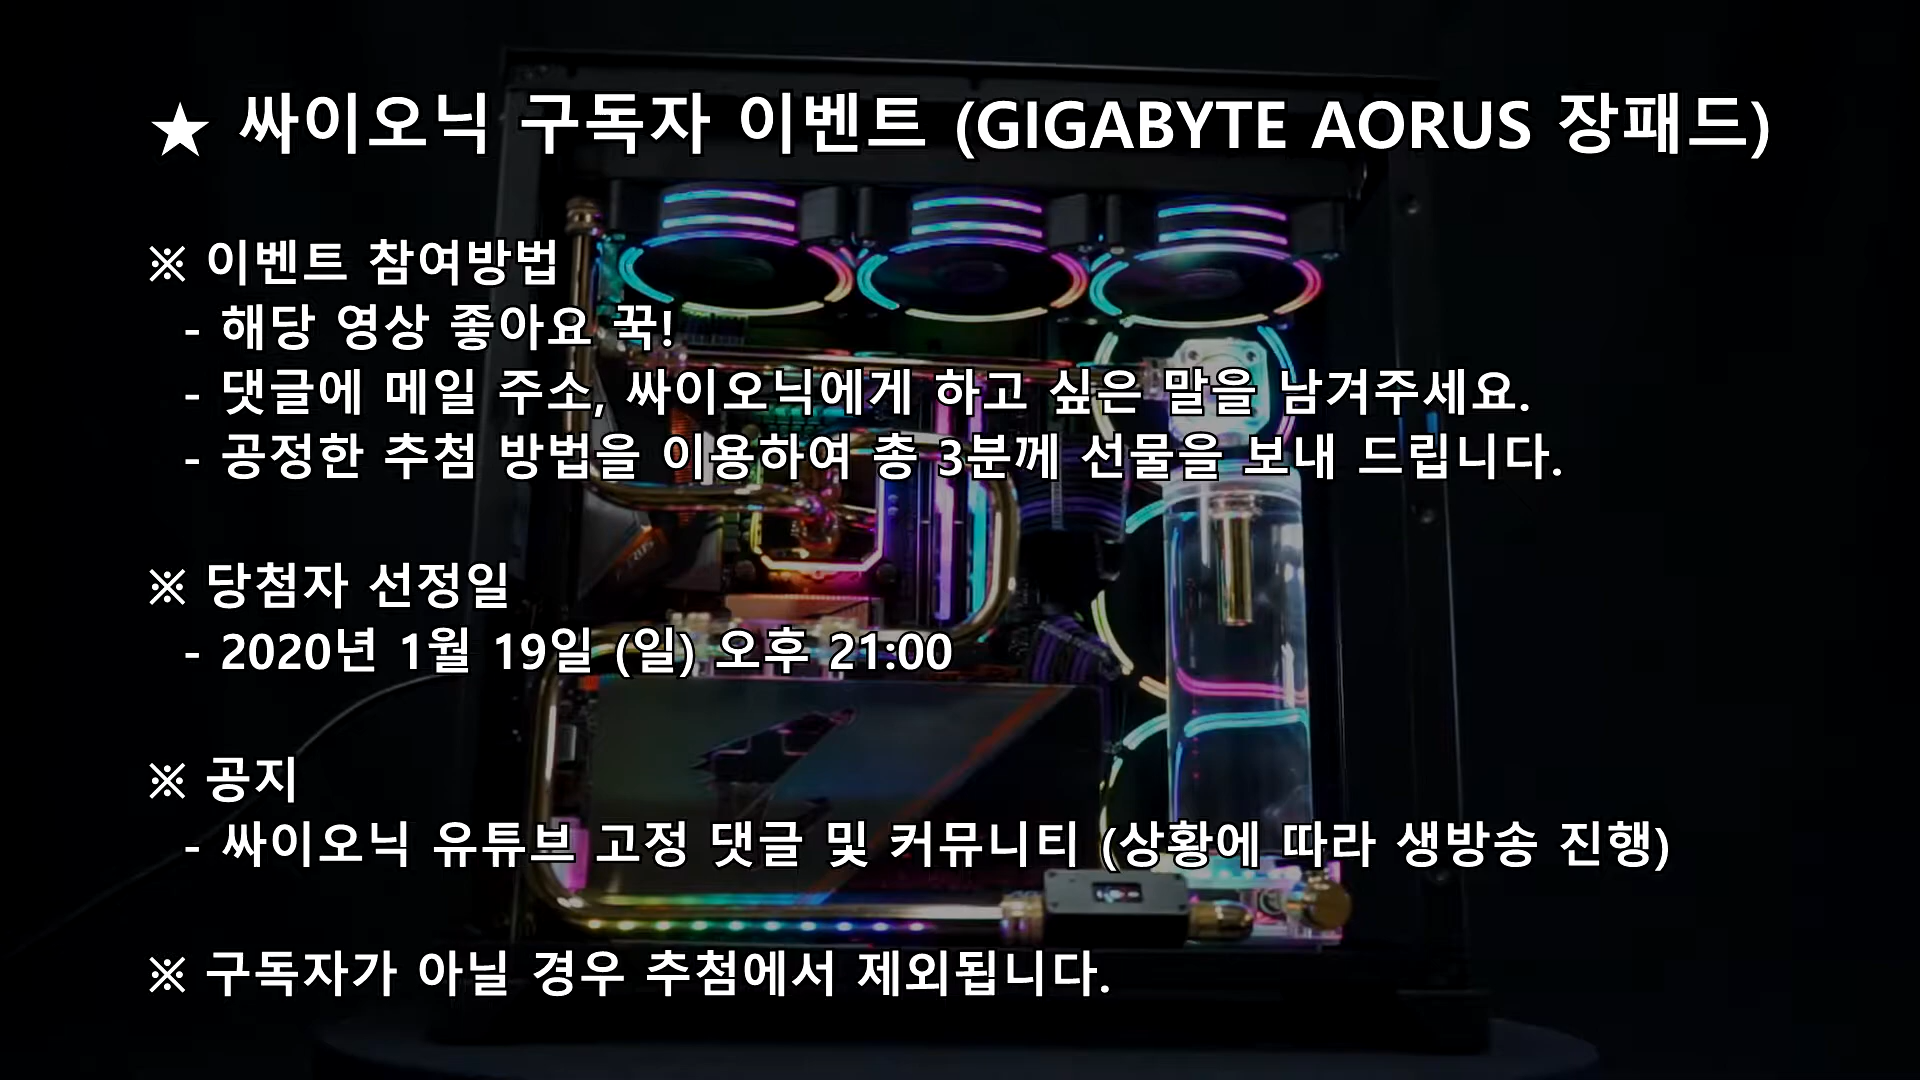 ★ 싸이오닉 구독자 이벤트 (GIGABYTE AORUS 장패드)
※ 이벤트 참여방법
- 해당 영상 좋아요 꾹!
- 댓글에 메일 주소, 싸이오닉에게 하고 싶은 말을 남겨주세요.
- 공정한 추첨 방법을 이용하여 총 3분께 선물을 보내 드립니다.
※ 당첨자 선정일
- 2020년 1월 19일 (일) 오후 21:00
※ 공지
- 싸이오닉 유튜브 고정 댓글 및 커뮤니티 (상황에 따라 생방송 진행)
※ 구독자가 아닐 경우 추첨에서 제외됩니다.